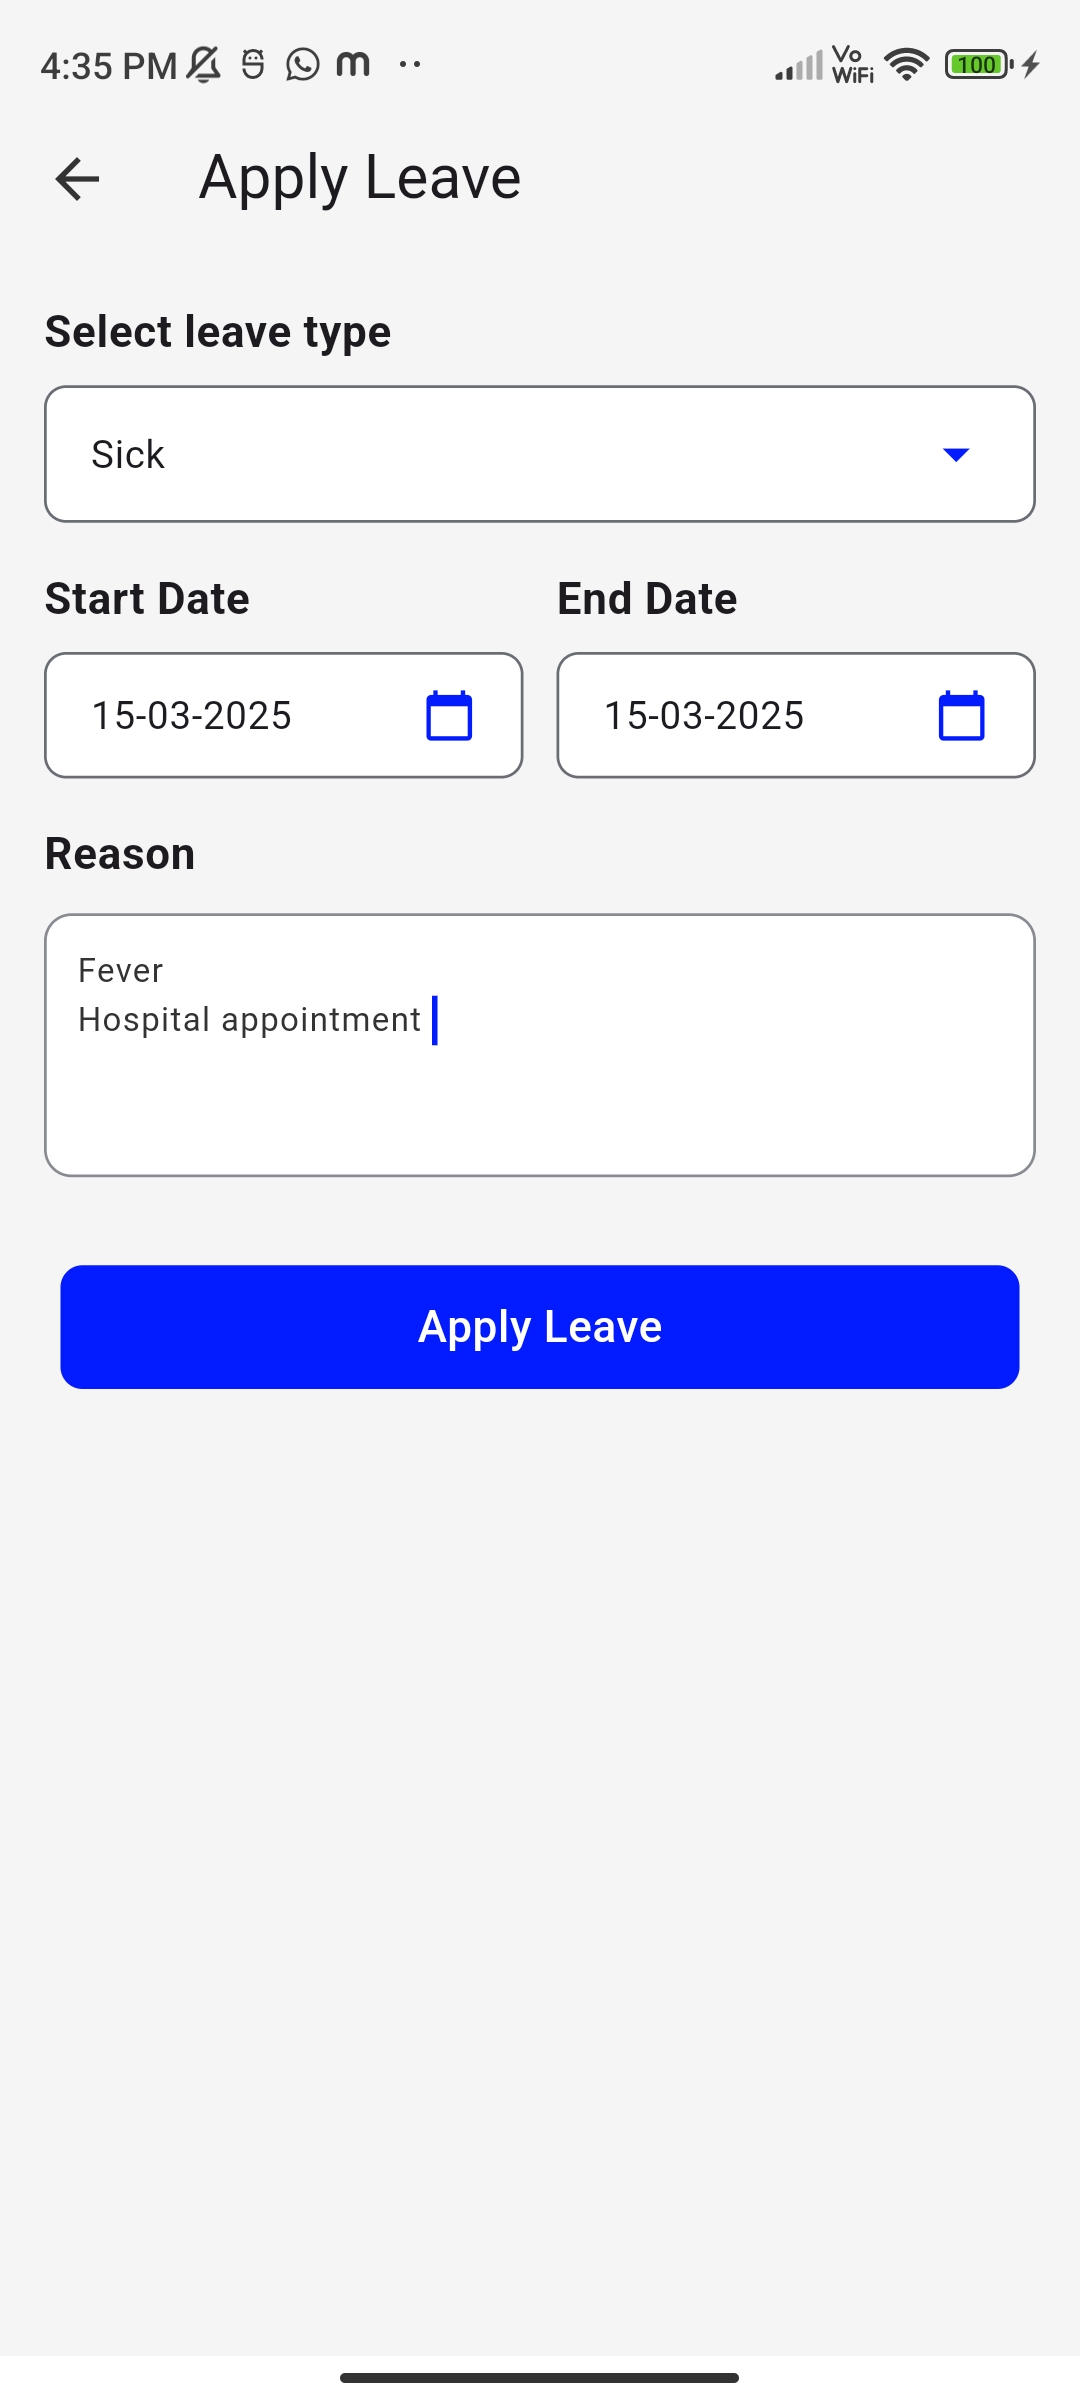 4:35 PM
Vo
WiFi
100
Apply Leave
Select leave type
Sick
Start Date
End Date
15-03-2025
15-03-2025
Reason
Fever
Hospital appointment
Apply Leave